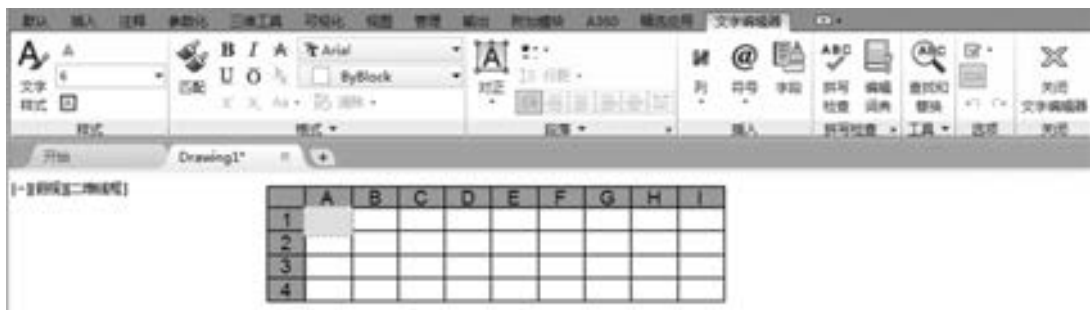 默认 插入 注释 参数化 三维工具 可视化 视图 管理 输出 附加模块 A360 精选应用 文字编辑器
文字样式
A
6
样式
匹配
B I A Arial
U O ByBlock
格式
对正
行距
段落
列
@
符号
字段
插入
ABC
拼写检查
编辑词典
拼写检查
ABC
查找和替换
工具
选项
关闭文字编辑器
关闭
开始 Drawing1* +
[-][俯视][二维线框]
A B C D E F G H I
1
2
3
4